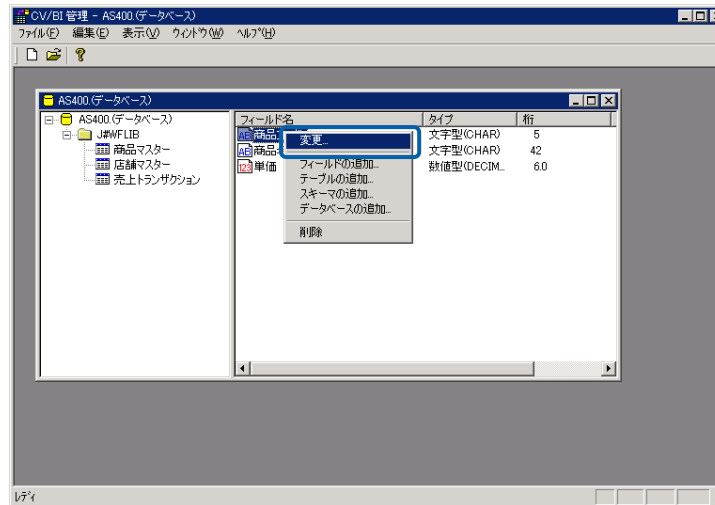 CV/BI 管理 - AS400.(データベース)
ファイル(F) 編集(E) 表示(V) ウィンドウ(W) ヘルプ(H)
AS400.(データベース)
AS400.(データベース)
J#WFLIB
商品マスター
店舗マスター
売上トランザクション
フィールド名 タイプ 桁
商品 文字型(CHAR) 5
商品 文字型(CHAR) 42
単価 数値型(DECIM... 6.0
変更...
フィールドの追加...
テーブルの追加...
スキーマの追加...
データベースの追加...
削除
レディ